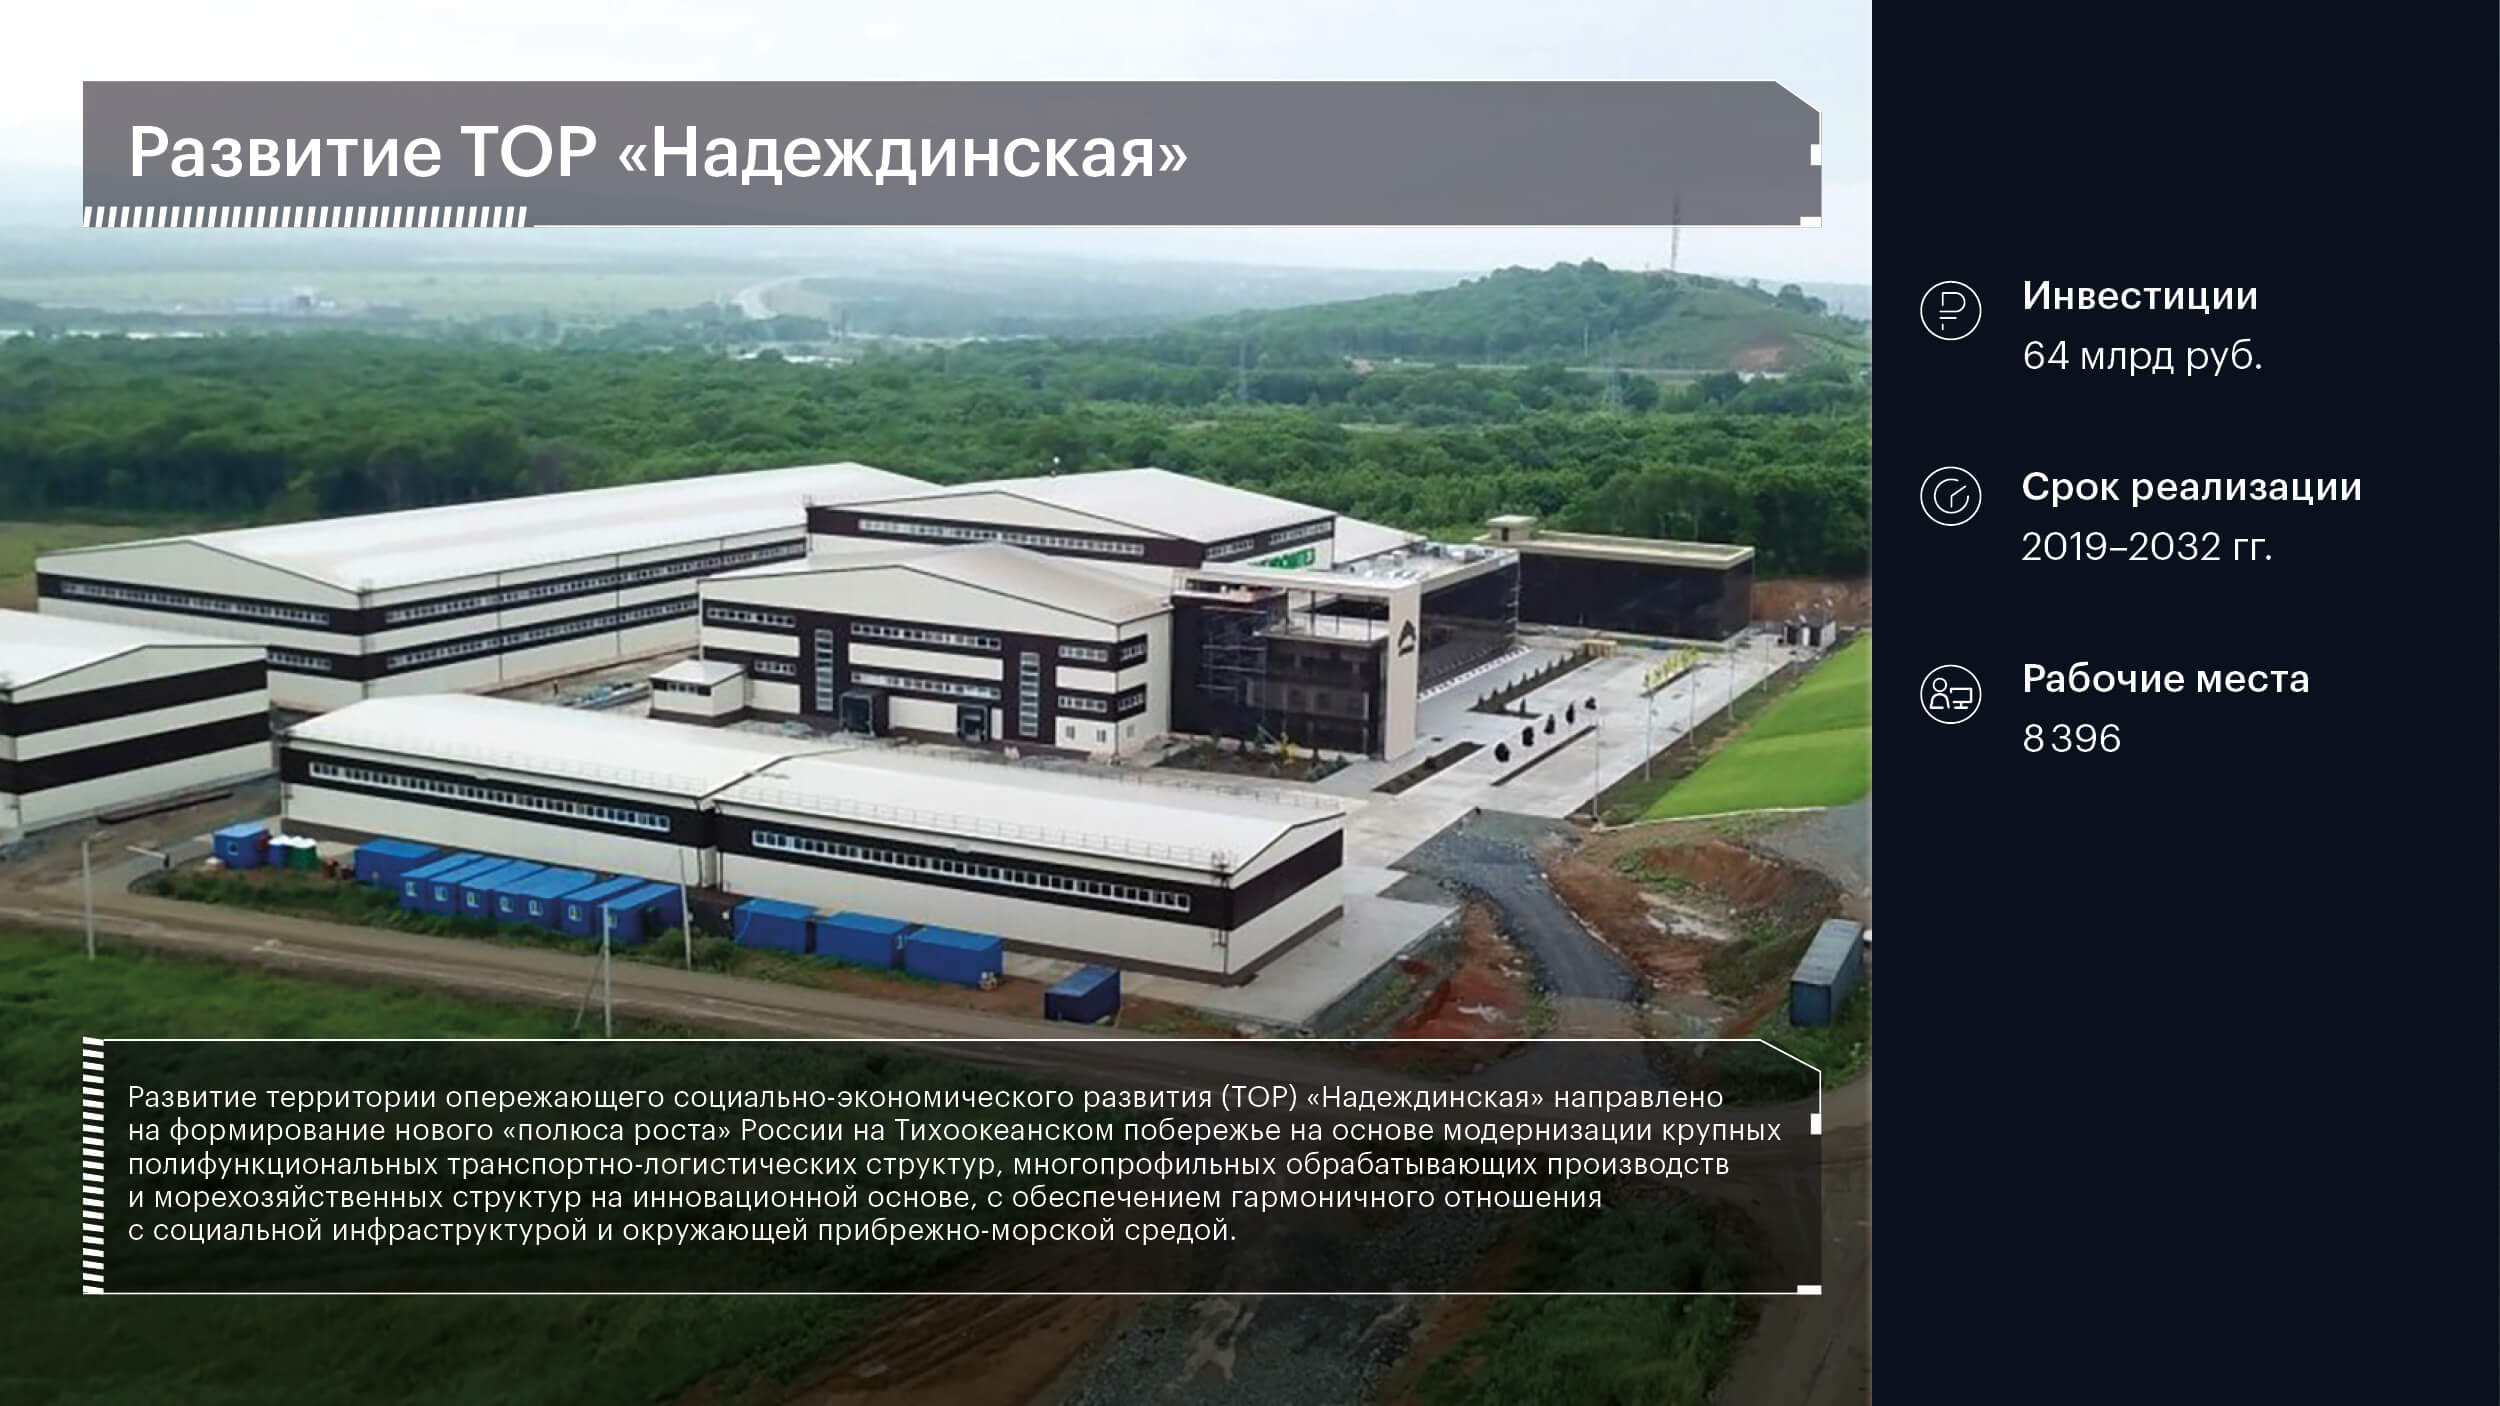 Развитие ТОР «Надеждинская»
Инвестиции
64 млрд руб.
Срок реализации
2019–2032 гг.
Рабочие места
8 396
Развитие территории опережающего социально-экономического развития (ТОР) «Надеждинская» направлено
на формирование нового «полюса роста» России на Тихоокеанском побережье на основе модернизации крупных
полифункциональных транспортно-логистических структур, многопрофильных обрабатывающих производств
и морехозяйственных структур на инновационной основе, с обеспечением гармоничного отношения
с социальной инфраструктурой и окружающей прибрежно-морской средой.